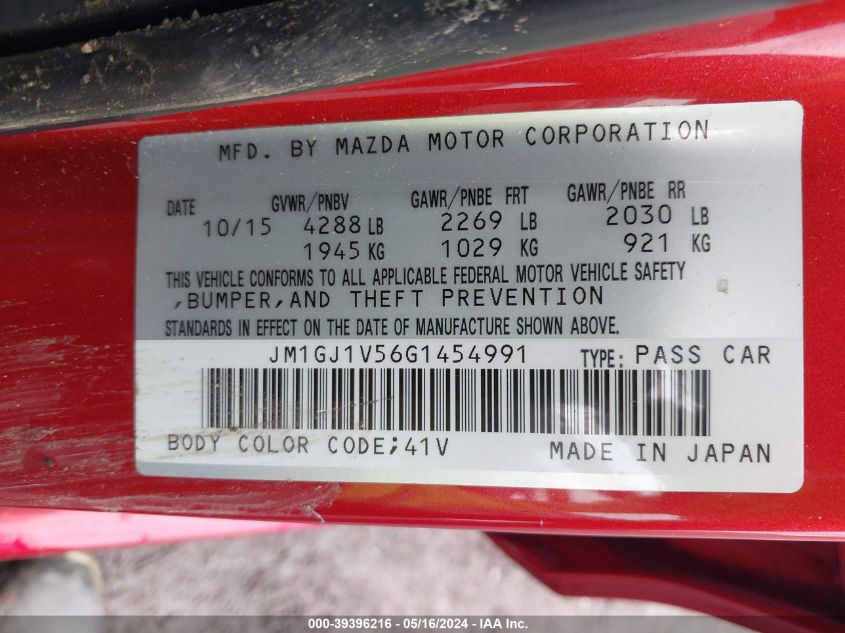 MFD. BY MAZDA MOTOR CORPORATION
DATE GVWR/PNBV GAWR/PNBE FRT GAWR/PNBE RR
10/15 4288 LB 2269 LB 2030 LB
1945 KG 1029 KG 921 KG
THIS VEHICLE CONFORMS TO ALL APPLICABLE FEDERAL MOTOR VEHICLE SAFETY
,BUMPER,AND THEFT PREVENTION
STANDARDS IN EFFECT ON THE DATE OF MANUFACTURE SHOWN ABOVE.
JM1GJ1V56G1454991 TYPE: PASS CAR
BODY COLOR CODE;41V MADE IN JAPAN
000-39396216 - 05/16/2024 - IAA Inc.